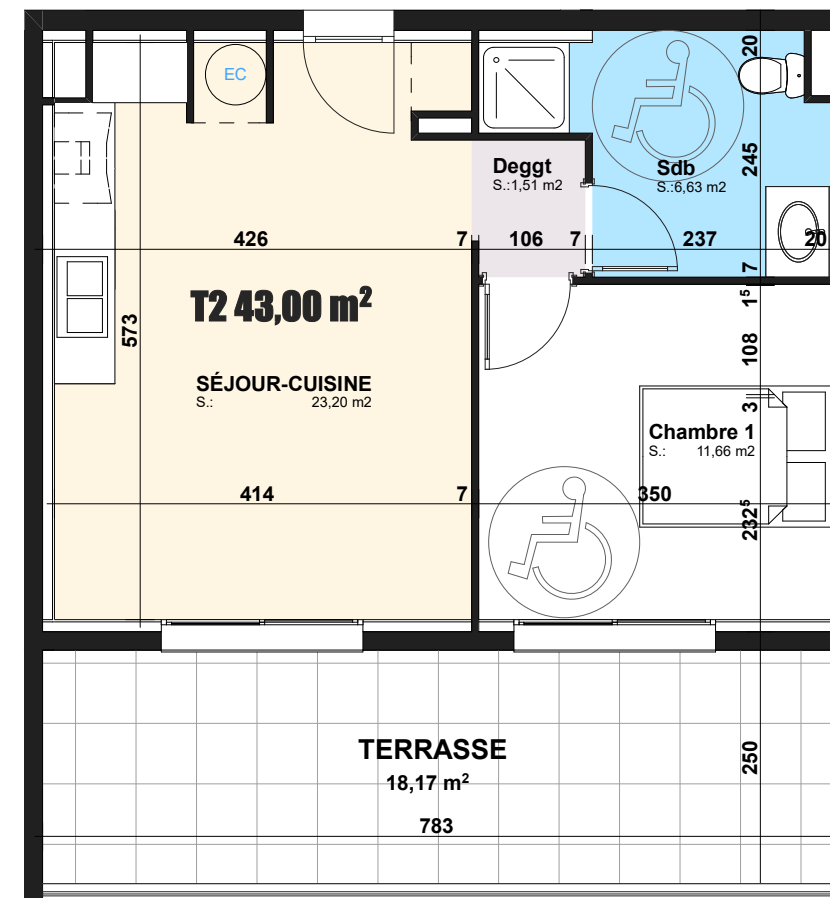 EC
20
245
Deggt
S.:1,51 m2
Sdb
S.:6,63 m2
426
7
106
7
237
20
7
T2 43,00 m²
1⁵
573
108
SÉJOUR-CUISINE
S.: 23,20 m2
3
Chambre 1
S.: 11,66 m2
414
7
350
232⁵
TERRASSE
18,17 m²
250
783